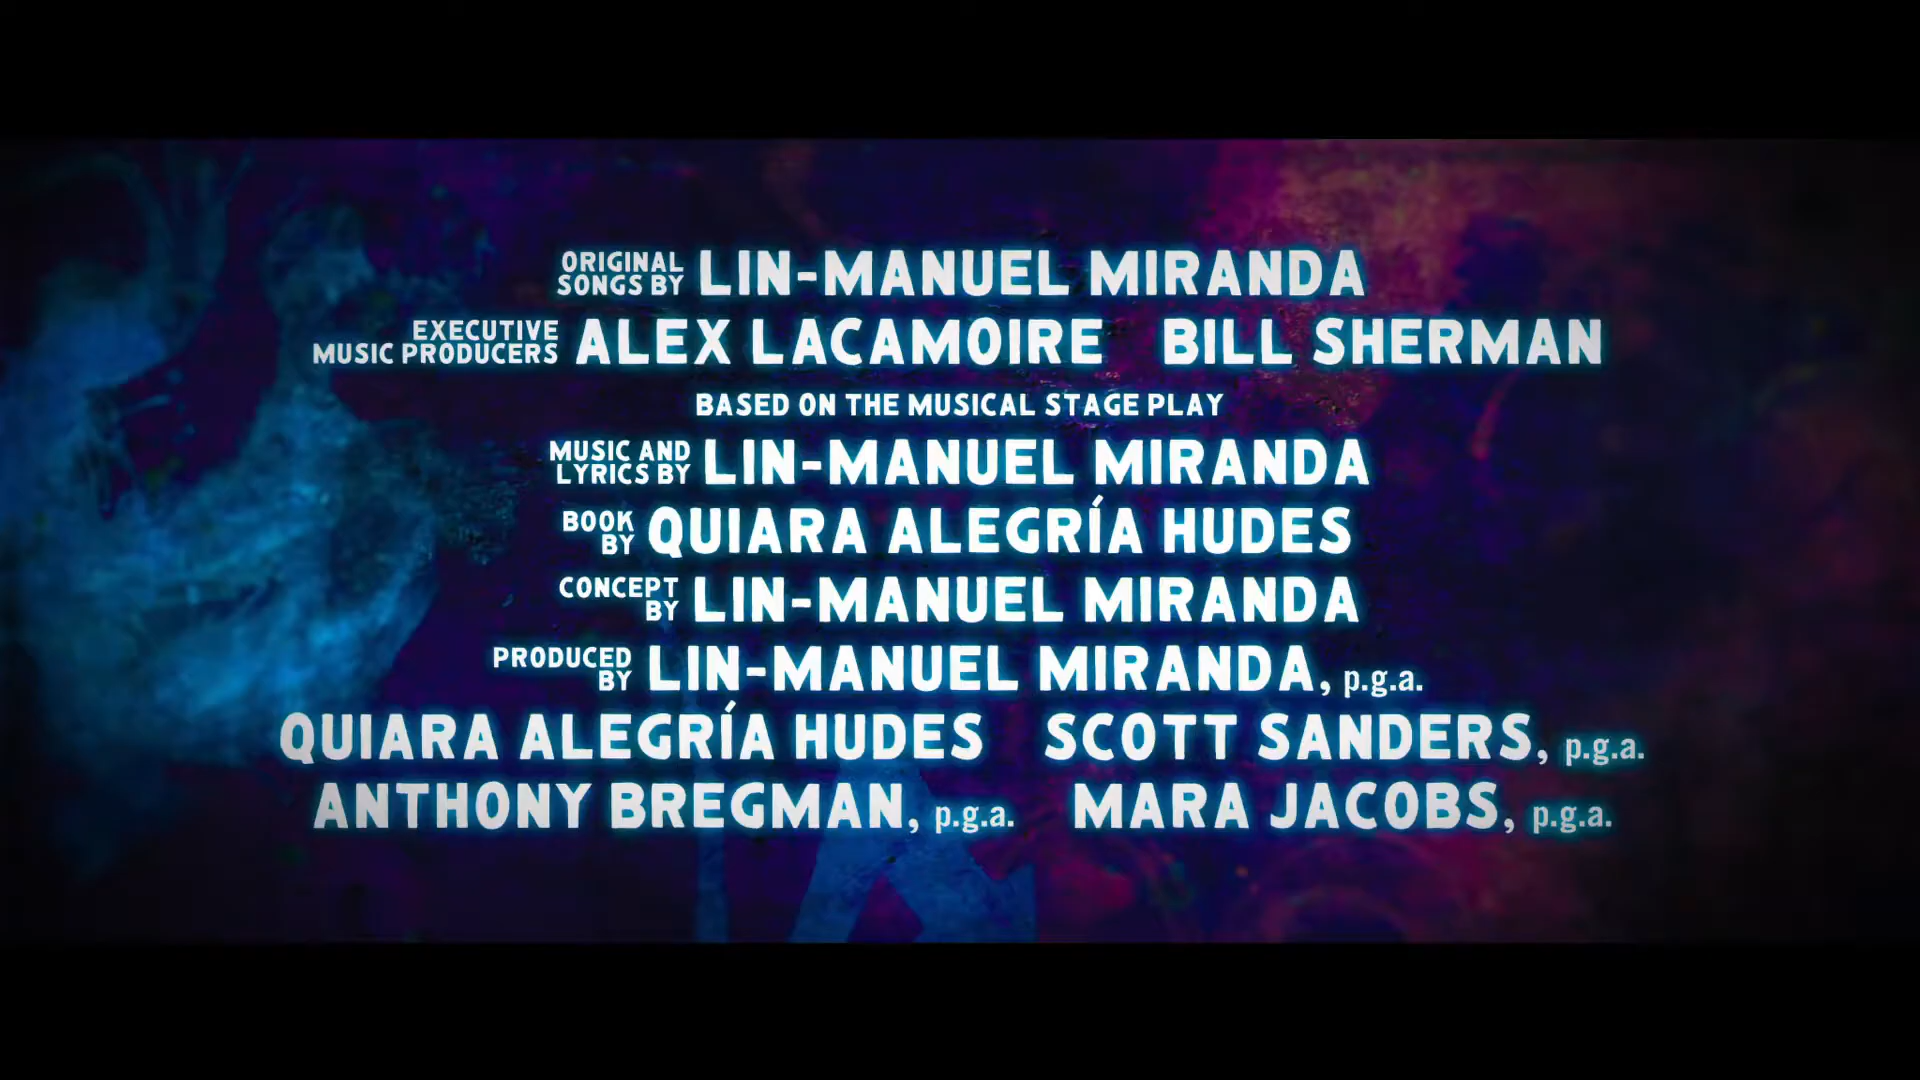 ORIGINAL SONGS BY LIN-MANUEL MIRANDA
EXECUTIVE MUSIC PRODUCERS ALEX LACAMOIRE BILL SHERMAN
BASED ON THE MUSICAL STAGE PLAY
MUSIC AND LYRICS BY LIN-MANUEL MIRANDA
BOOK BY QUIARA ALEGRÍA HUDES
CONCEPT BY LIN-MANUEL MIRANDA
PRODUCED BY LIN-MANUEL MIRANDA, p.g.a.
QUIARA ALEGRÍA HUDES SCOTT SANDERS, p.g.a.
ANTHONY BREGMAN, p.g.a. MARA JACOBS, p.g.a.